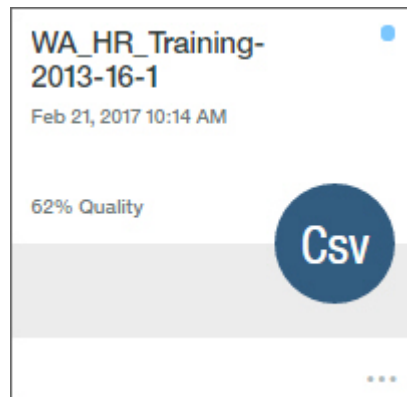 WA_HR_Training-
2013-16-1
Feb 21, 2017 10:14 AM
62% Quality
Csv